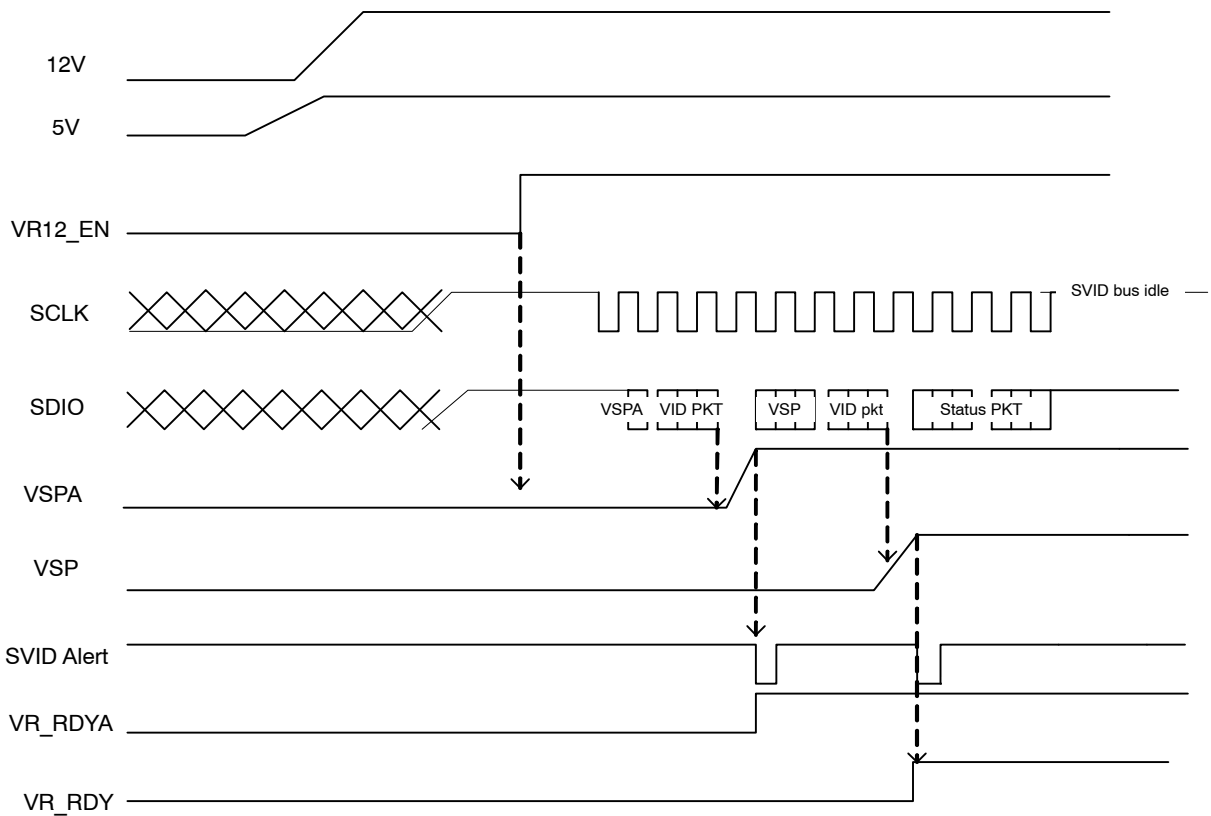 12V
5V
VR12_EN
SCLK
SVID bus idle
SDIO
VSPA
VID PKT
VSP
VID pkt
Status PKT
VSPA
VSP
SVID Alert
VR_RDYA
VR_RDY